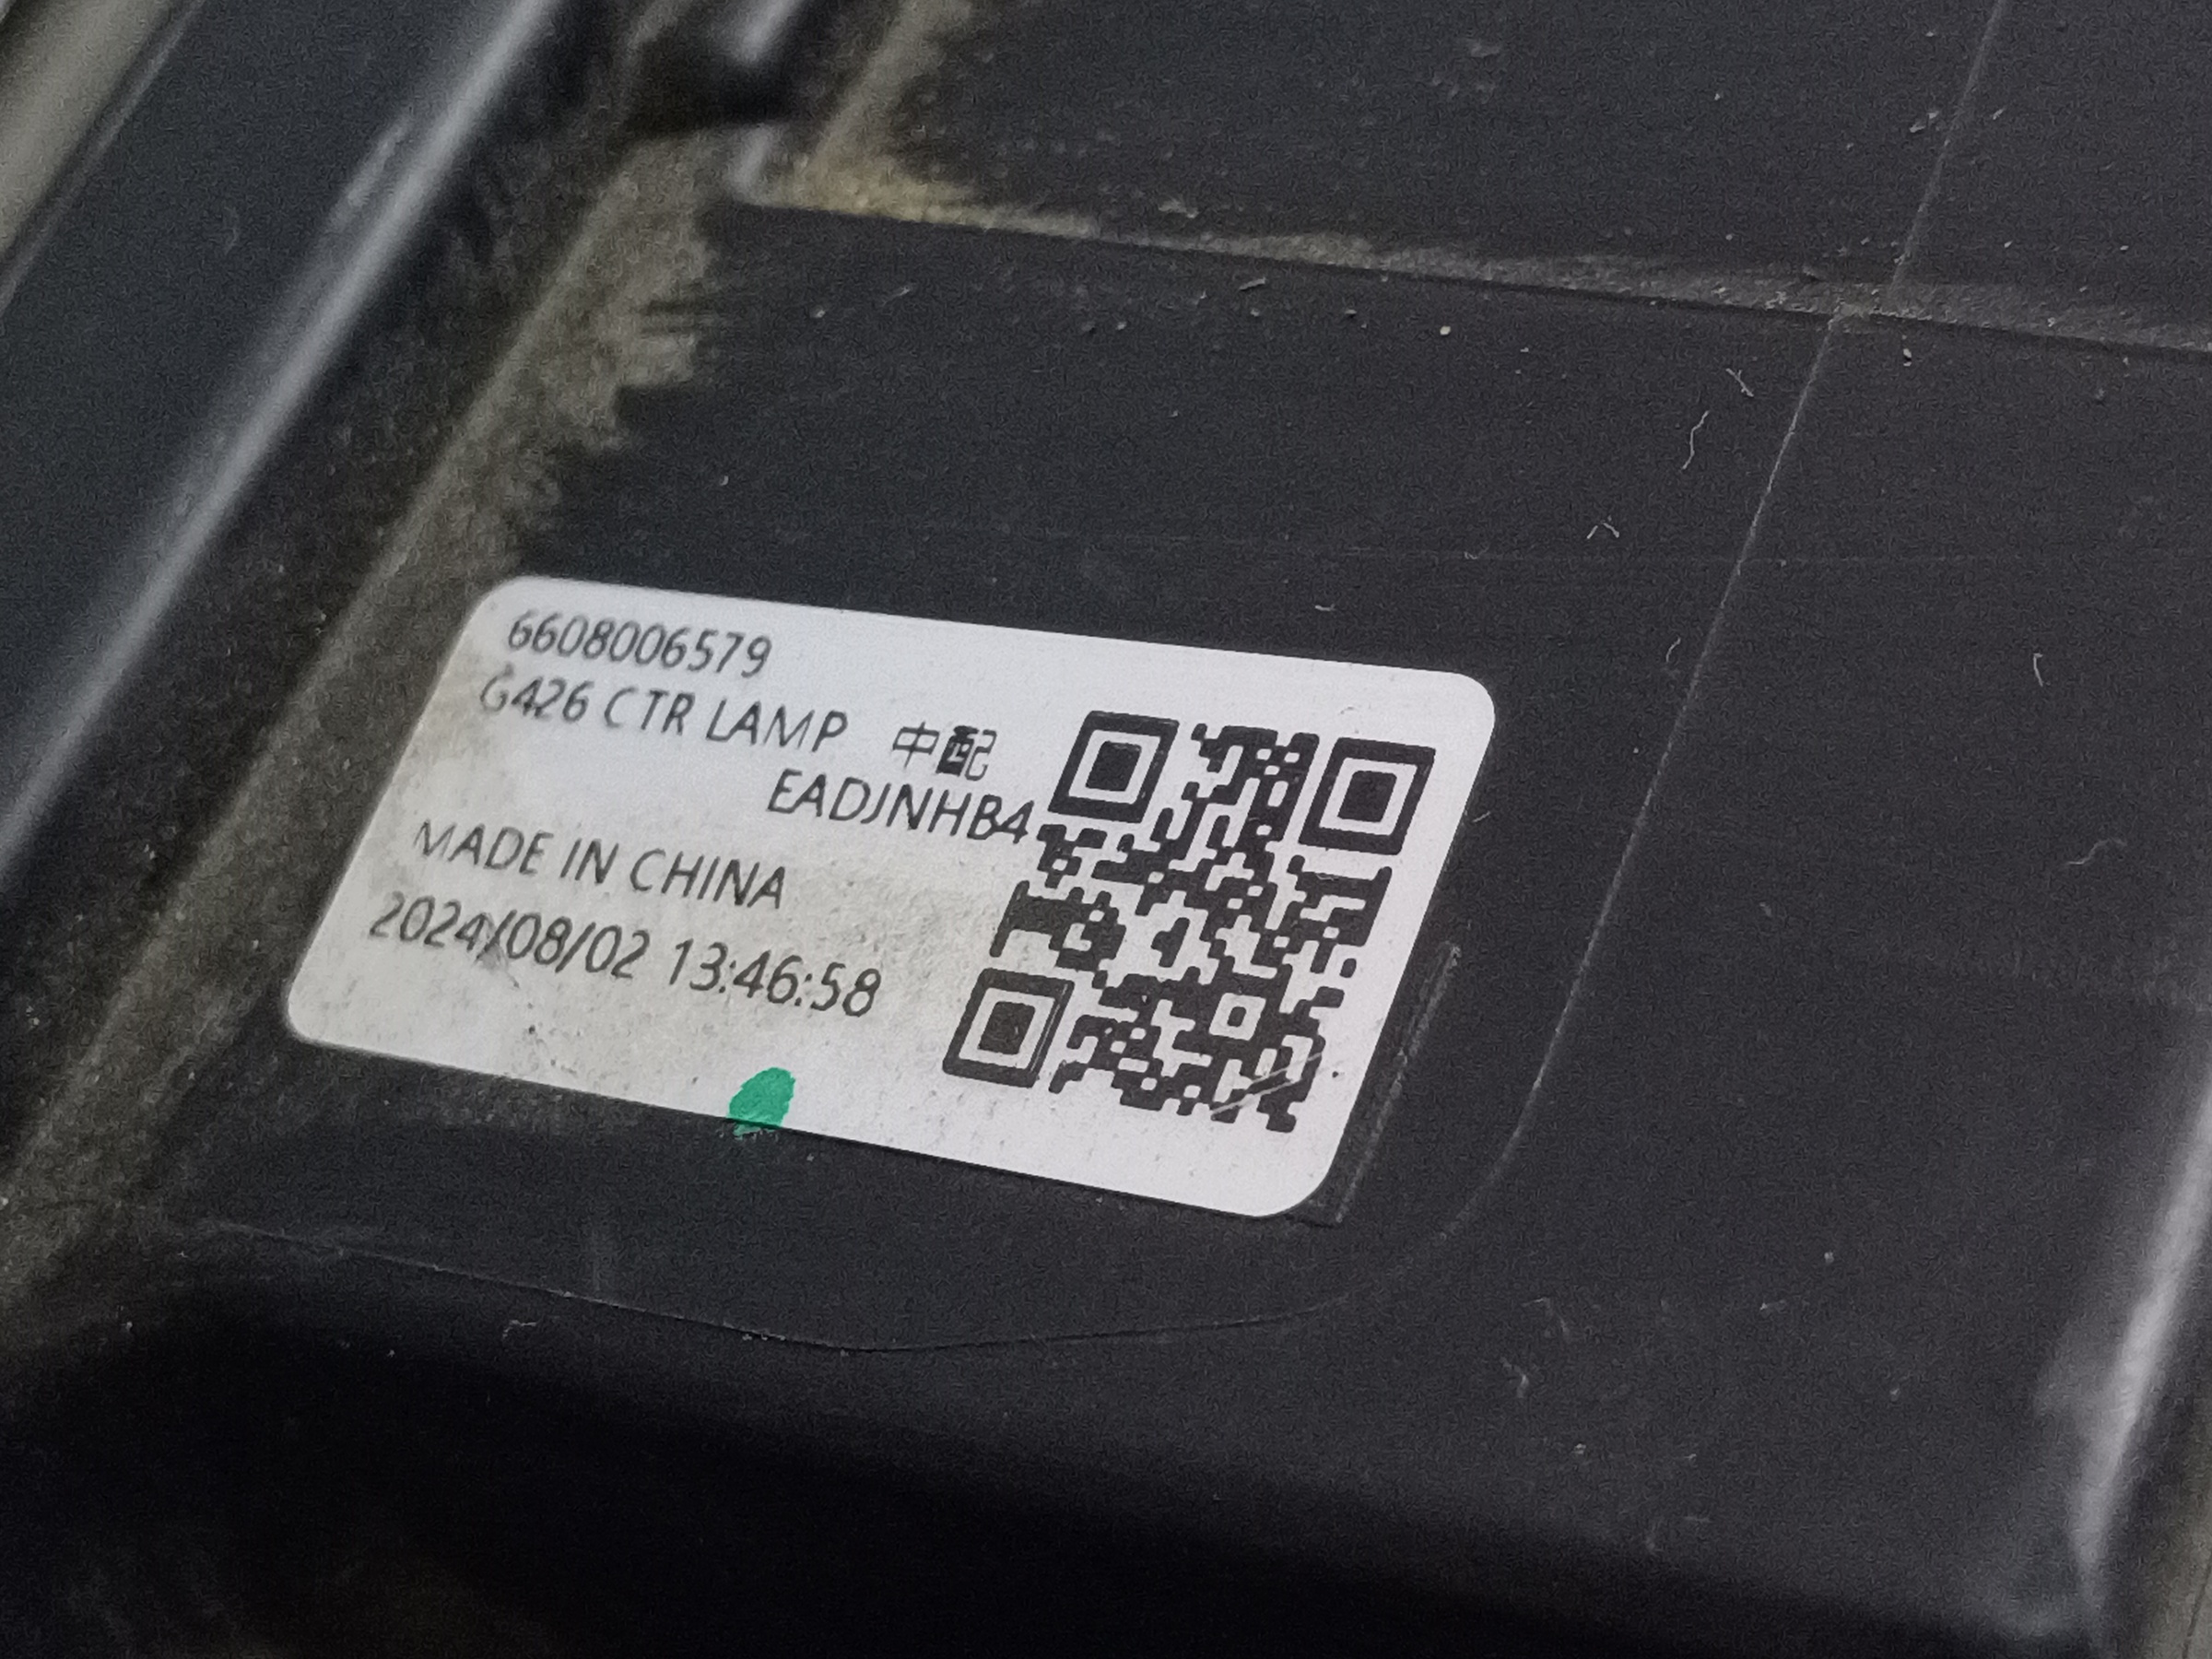 6608006579
G426 CTR LAMP 中配
EADJNHB4
MADE IN CHINA
2024/08/02 13:46:58